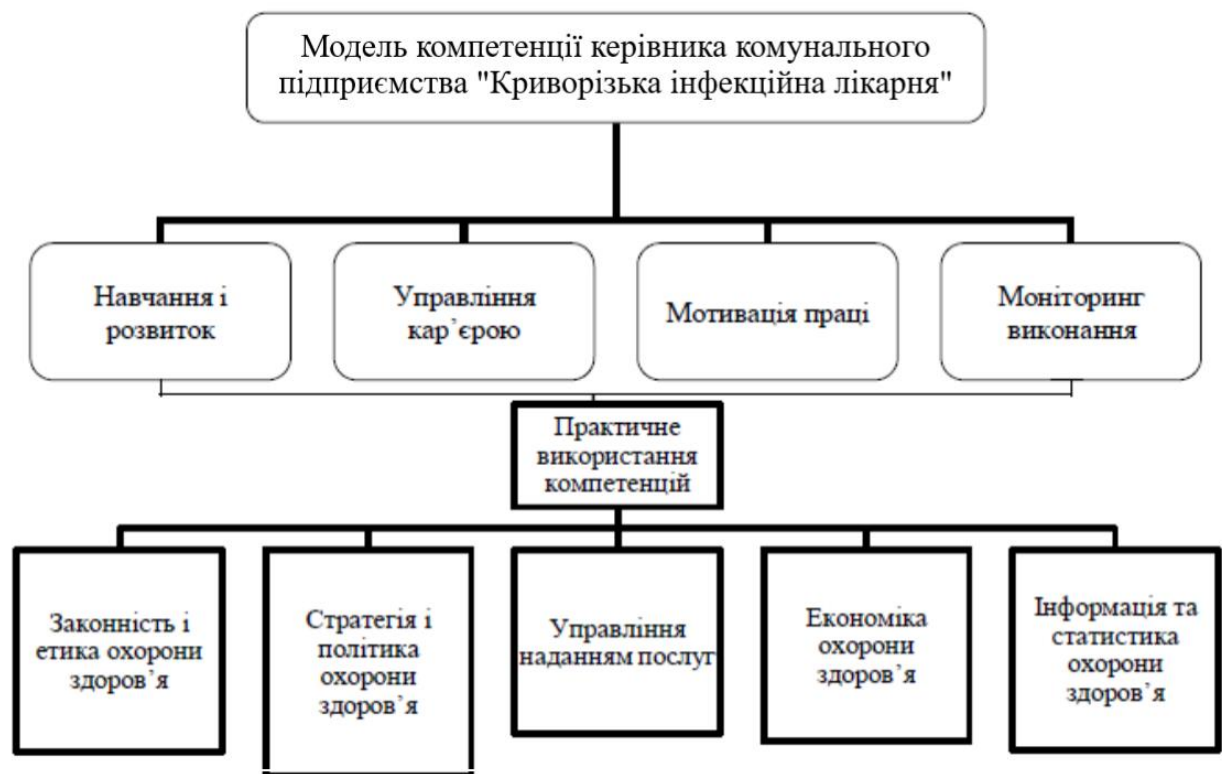 Модель компетенції керівника комунального
підприємства "Криворізька інфекційна лікарня"
Навчання і
розвиток
Управління
кар’єрою
Мотивація праці
Моніторинг
виконання
Практичне
використання
компетенцій
Законність і
етика охорони
здоров’я
Стратегія і
політика
охорони
здоров’я
Управління
наданням послуг
Економіка
охорони
здоров’я
Інформація та
статистика
охорони
здоров’я